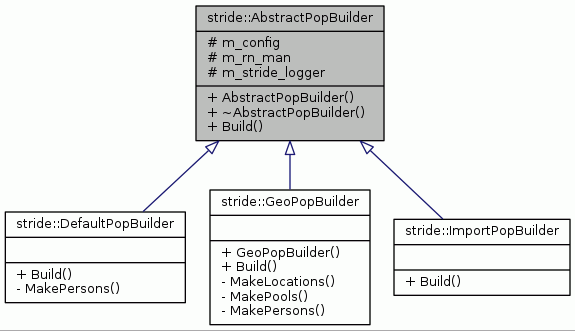 stride::AbstractPopBuilder
# m_config
# m_rn_man
# m_stride_logger
+ AbstractPopBuilder()
+ ~AbstractPopBuilder()
+ Build()
stride::DefaultPopBuilder
+ Build()
- MakePersons()
stride::GeoPopBuilder
+ GeoPopBuilder()
+ Build()
- MakeLocations()
- MakePools()
- MakePersons()
stride::ImportPopBuilder
+ Build()